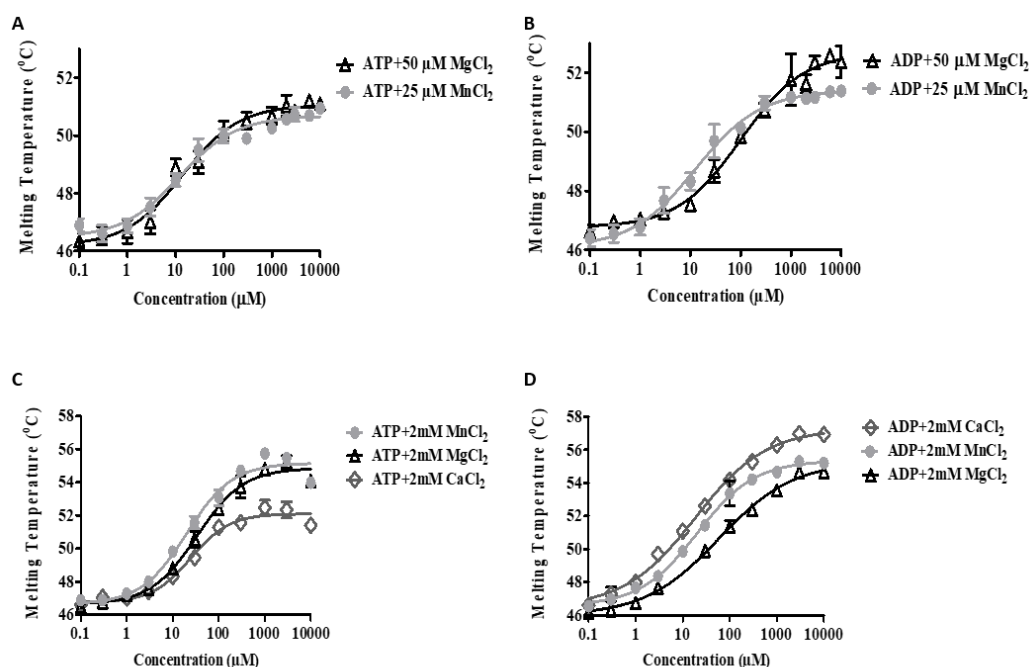 A
Melting Temperature (⁰C)
52
50
48
46
0.1 1 10 100 1000 10000
Concentration (µM)
ATP+50 µM MgCl₂
ATP+25 µM MnCl₂
B
Melting Temperature (⁰C)
52
50
48
46
0.1 1 10 100 1000 10000
Concentration (µM)
ADP+50 µM MgCl₂
ADP+25 µM MnCl₂
C
Melting Temperature (⁰C)
58
56
54
52
50
48
46
0.1 1 10 100 1000 10000
Concentration (µM)
ATP+2mM MnCl₂
ATP+2mM MgCl₂
ATP+2mM CaCl₂
D
Melting Temperature (⁰C)
58
56
54
52
50
48
46
0.1 1 10 100 1000 10000
Concentration (µM)
ADP+2mM CaCl₂
ADP+2mM MnCl₂
ADP+2mM MgCl₂